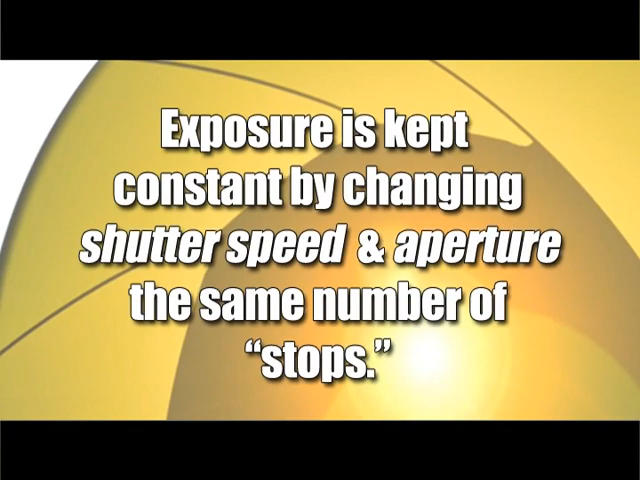 Exposure is kept
constant by changing
shutter speed & aperture
the same number of
“stops.”